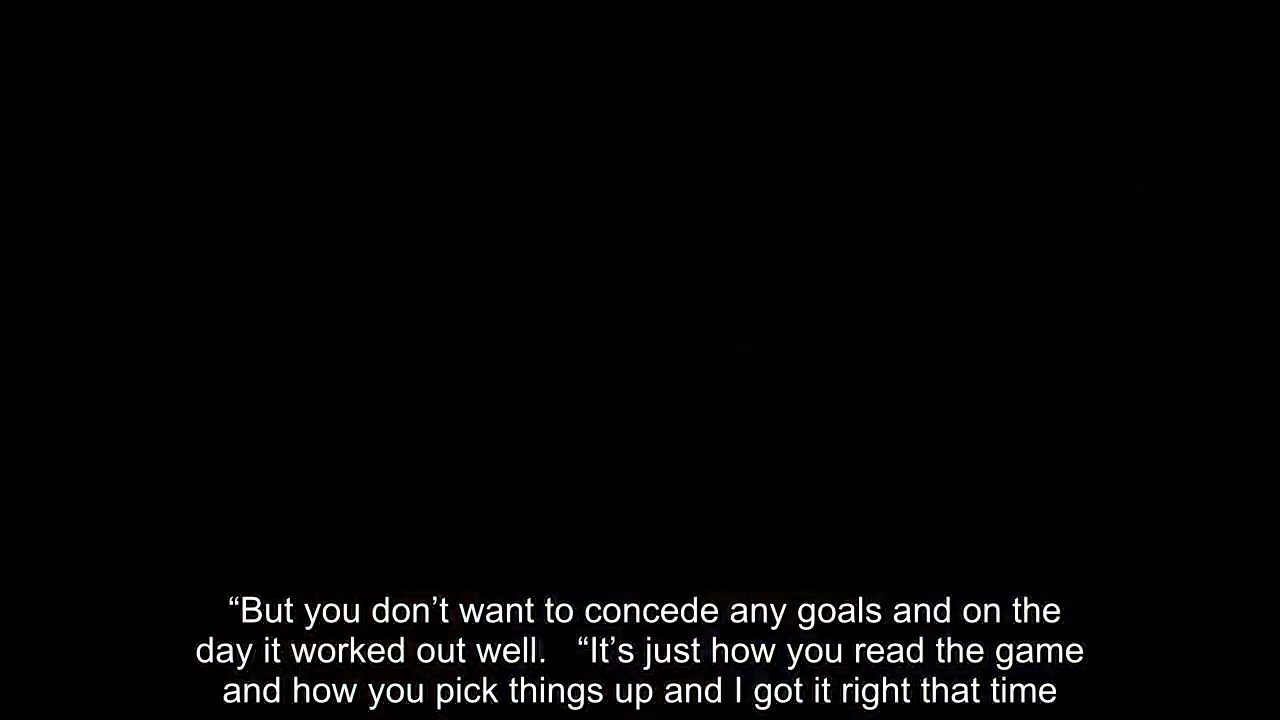 “But you don’t want to concede any goals and on the
day it worked out well.   “It’s just how you read the game
and how you pick things up and I got it right that time